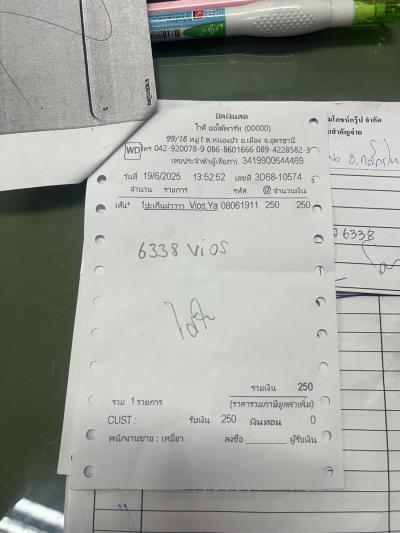 บิลเงินสด
ไวดี ออโต้พาร์ท (00000)
99/16 หมู่1 ต.หนองบัว อ.เมือง จ.อุดรธานี
WD โทร 042-920078-9 086-8601666 089-4228582-3
เลขประจำตัวผู้เสียภาษี 3419900644469
วันที่ 19/6/2025 13:52:52 เลขที่ 3D68-10574
จำนวน รายการ รหัส @ จำนวนเงิน
เส้น* 1 ปะเก็นฝาวาว Vios,Ya 08061911 250 250
6338 vios
รวมเงิน 250
รวม 1 รายการ (ราคารวมภาษีมูลค่าเพิ่ม)
CUST : รับเงิน 250 เงินทอน 0
พนักงานขาย : เหมียว ลงชื่อ ผู้รับเงิน
6338